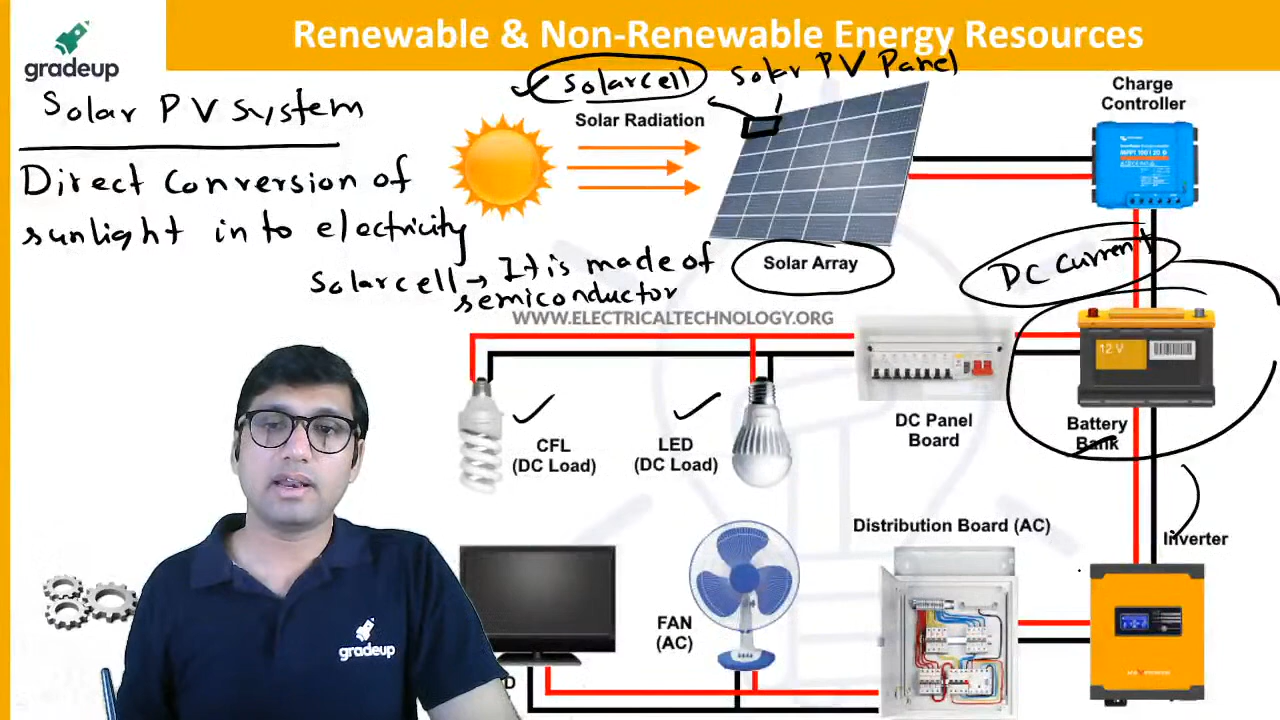 Renewable & Non-Renewable Energy Resources
gradeup
Solar PV System
Direct Conversion of
sunlight in to electricity
Solarcell → It is made of
semiconductor
Solarcell
Solar PV Panel
Solar Radiation
Solar Array
Charge
Controller
DC Current
WWW.ELECTRICALTECHNOLOGY.ORG
12 V
Battery
Bank
DC Panel
Board
CFL
(DC Load)
LED
(DC Load)
Distribution Board (AC)
Inverter
FAN
(AC)
gradeup